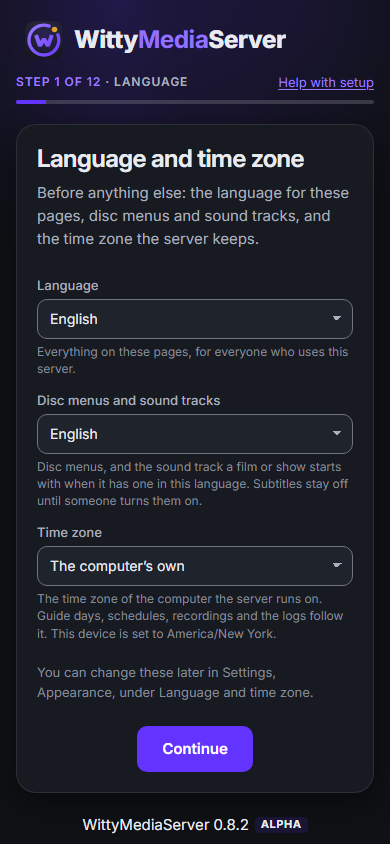 WittyMediaServer
STEP 1 OF 12 · LANGUAGE
Help with setup
Language and time zone
Before anything else: the language for these
pages, disc menus and sound tracks, and
the time zone the server keeps.
Language
English
Everything on these pages, for everyone who uses this
server.
Disc menus and sound tracks
English
Disc menus, and the sound track a film or show starts
with when it has one in this language. Subtitles stay off
until someone turns them on.
Time zone
The computer’s own
The time zone of the computer the server runs on.
Guide days, schedules, recordings and the logs follow
it. This device is set to America/New York.
You can change these later in Settings,
Appearance, under Language and time zone.
Continue
WittyMediaServer 0.8.2 ALPHA